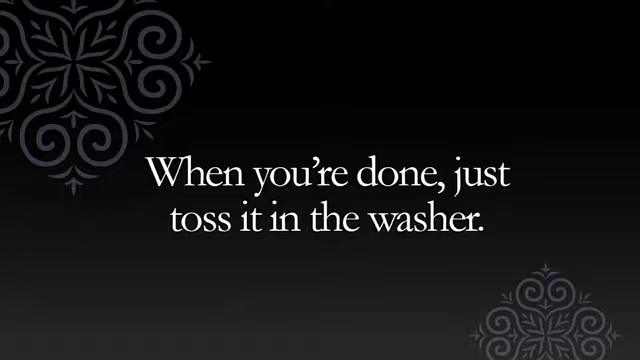 When you’re done, just
toss it in the washer.